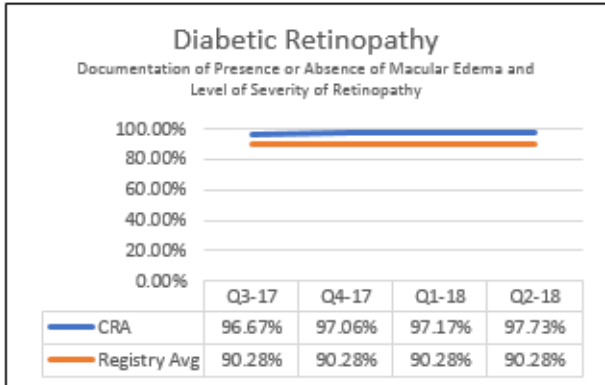 Diabetic Retinopathy
Documentation of Presence or Absence of Macular Edema and
Level of Severity of Retinopathy
100.00%
80.00%
60.00%
40.00%
20.00%
0.00%
Q3-17 Q4-17 Q1-18 Q2-18
CRA 96.67% 97.06% 97.17% 97.73%
Registry Avg 90.28% 90.28% 90.28% 90.28%